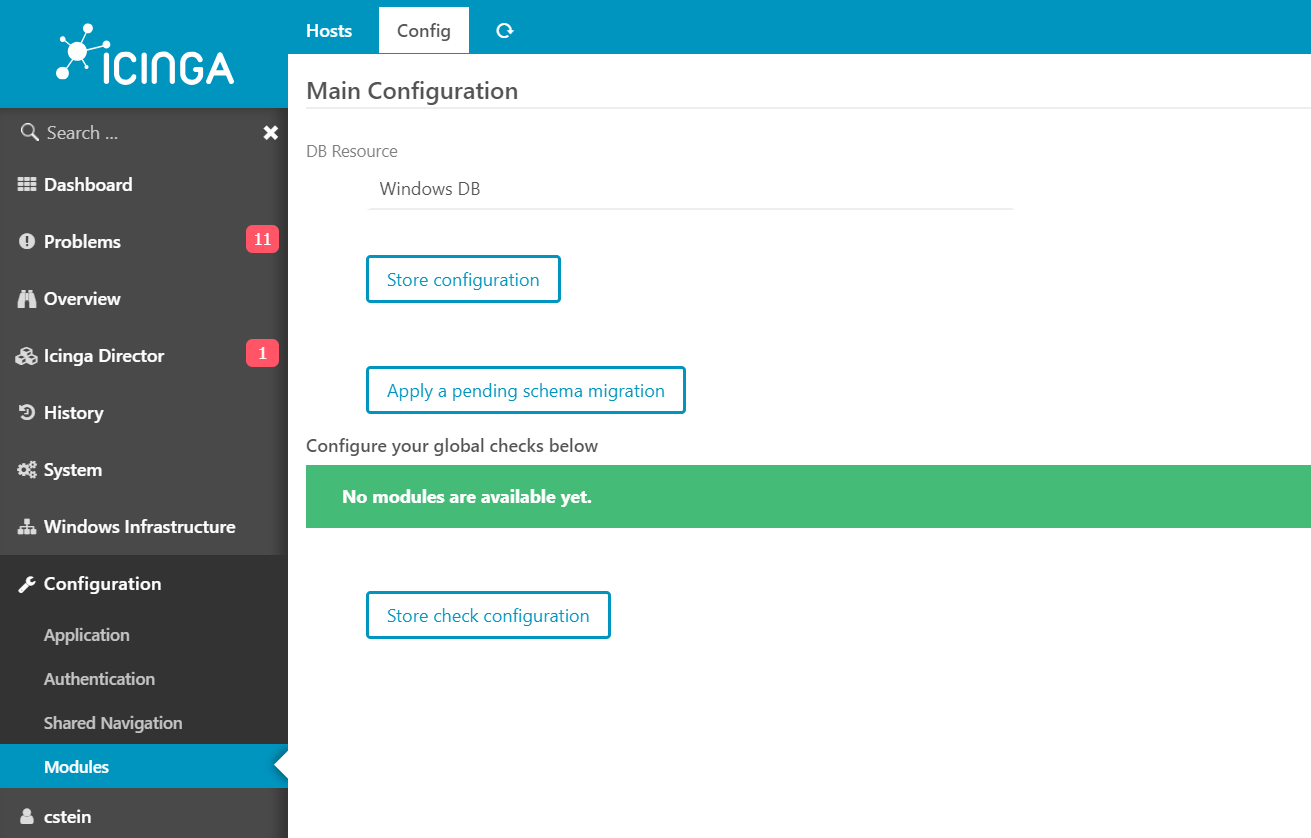 ICINGA
Search ...
Dashboard
Problems 11
Overview
Icinga Director 1
History
System
Windows Infrastructure
Configuration
Application
Authentication
Shared Navigation
Modules
cstein
Hosts Config
Main Configuration
DB Resource
Windows DB
Store configuration
Apply a pending schema migration
Configure your global checks below
No modules are available yet.
Store check configuration